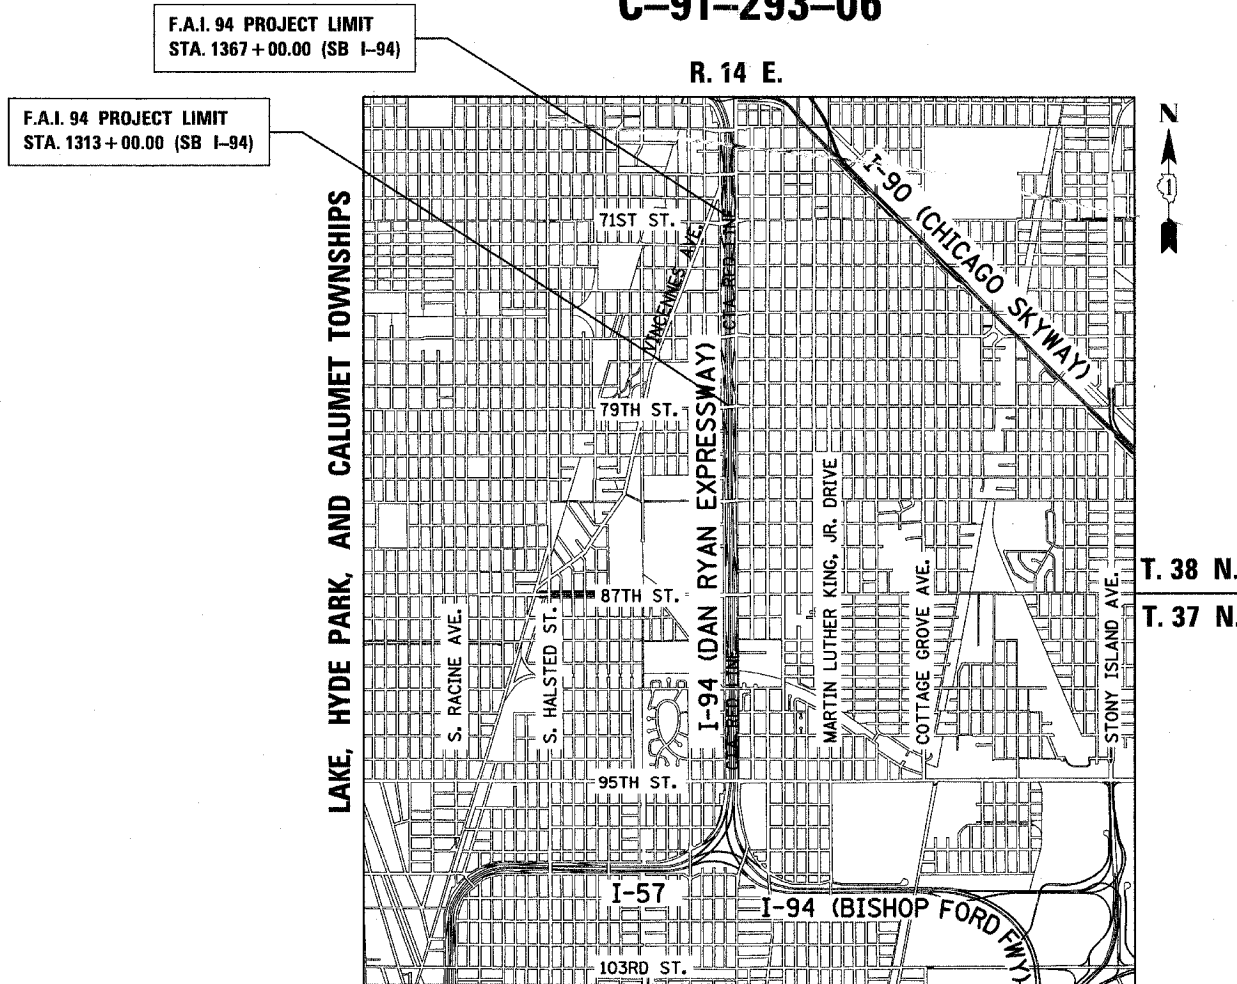 C-91-293-06
F.A.I. 94 PROJECT LIMIT
STA. 1367+00.00 (SB I-94)
R. 14 E.
F.A.I. 94 PROJECT LIMIT
STA. 1313+00.00 (SB I-94)
N
1
LAKE, HYDE PARK, AND CALUMET TOWNSHIPS
I-90 (CHICAGO SKYWAY)
71ST ST.
VINCENNES AVE.
CTA RED LINE
79TH ST.
I-94 (DAN RYAN EXPRESSWAY)
MARTIN LUTHER KING, JR. DRIVE
COTTAGE GROVE AVE.
STONY ISLAND AVE.
T. 38 N.
T. 37 N.
87TH ST.
S. RACINE AVE.
S. HALSTED ST.
CTA RED LINE
95TH ST.
I-57
I-94 (BISHOP FORD FWY)
103RD ST.